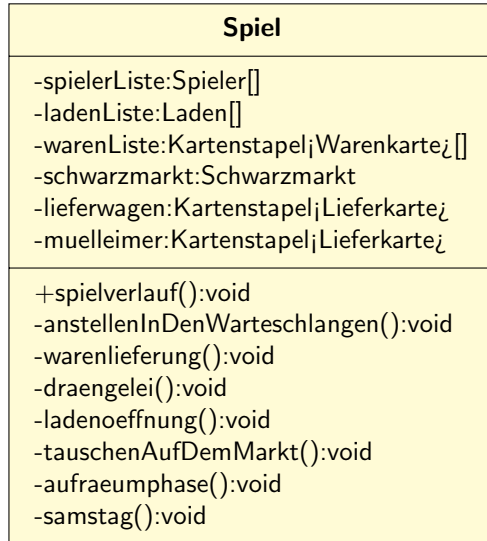 Spiel
-spielerListe:Spieler[]
-ladenListe:Laden[]
-warenListe:Kartenstapel¡Warenkarte¿[]
-schwarzmarkt:Schwarzmarkt
-lieferwagen:Kartenstapel¡Lieferkarte¿
-muelleimer:Kartenstapel¡Lieferkarte¿
+spielverlauf():void
-anstellenInDenWarteschlangen():void
-warenlieferung():void
-draengelei():void
-ladenoeffnung():void
-tauschenAufDemMarkt():void
-aufraeumphase():void
-samstag():void